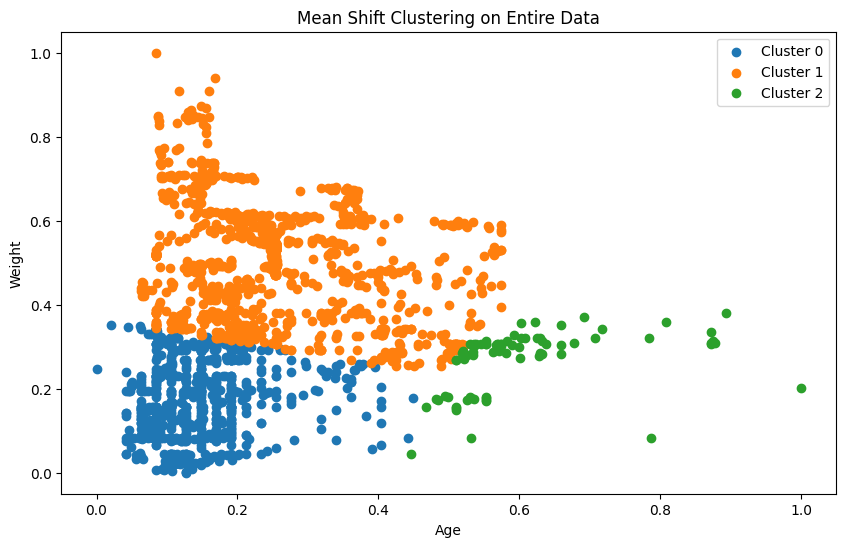 Mean Shift Clustering on Entire Data
Cluster 0
Cluster 1
Cluster 2
1.0
0.8
0.6
0.4
0.2
0.0
Weight
0.0 0.2 0.4 0.6 0.8 1.0
Age